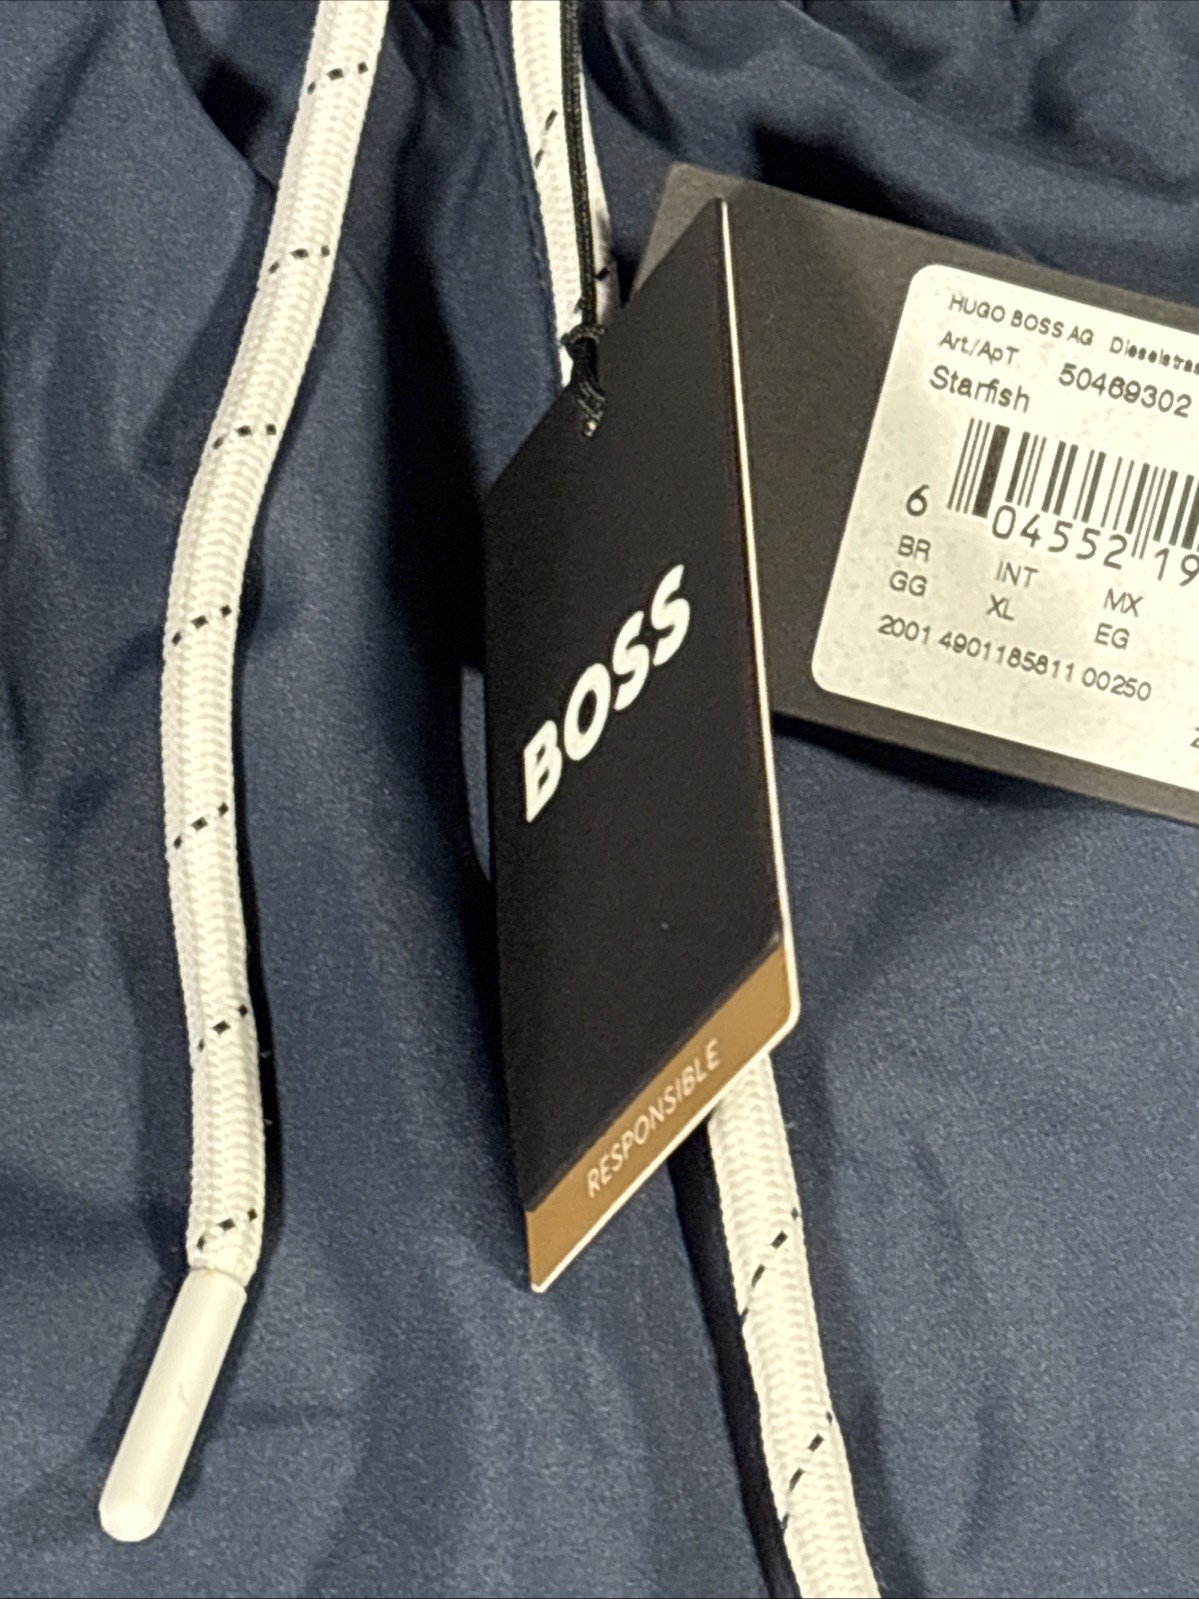 BOSS
RESPONSIBLE
HUGO BOSS AG
Art./ApT 50469302
Starfish
6 04552 19
BR INT MX
GG XL EG
2001 4901185811 00250